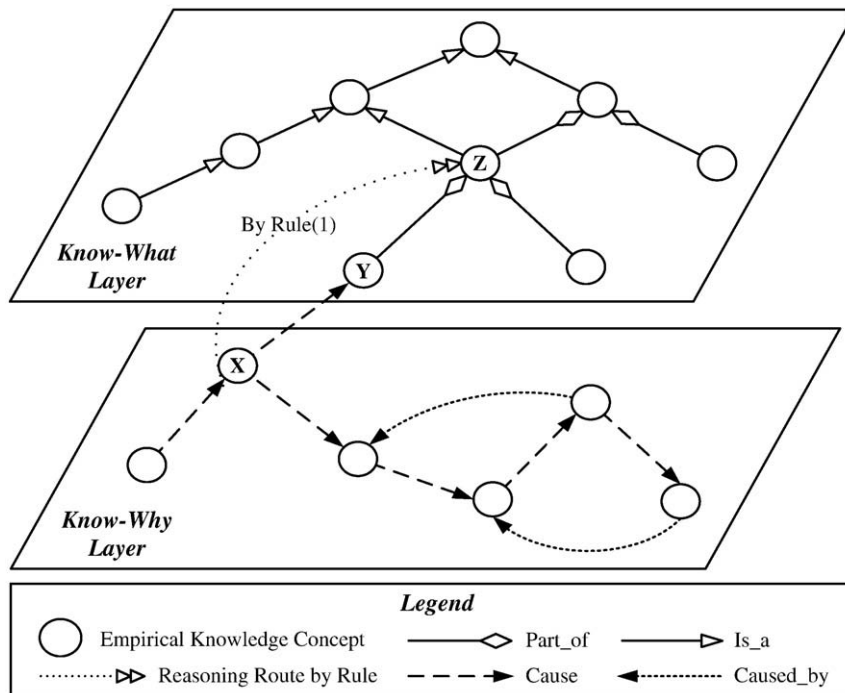 Z
By Rule(1)
Know-What
Layer
Y
X
Know-Why
Layer
Legend
Empirical Knowledge Concept
Part_of
Is_a
Reasoning Route by Rule
Cause
Caused_by